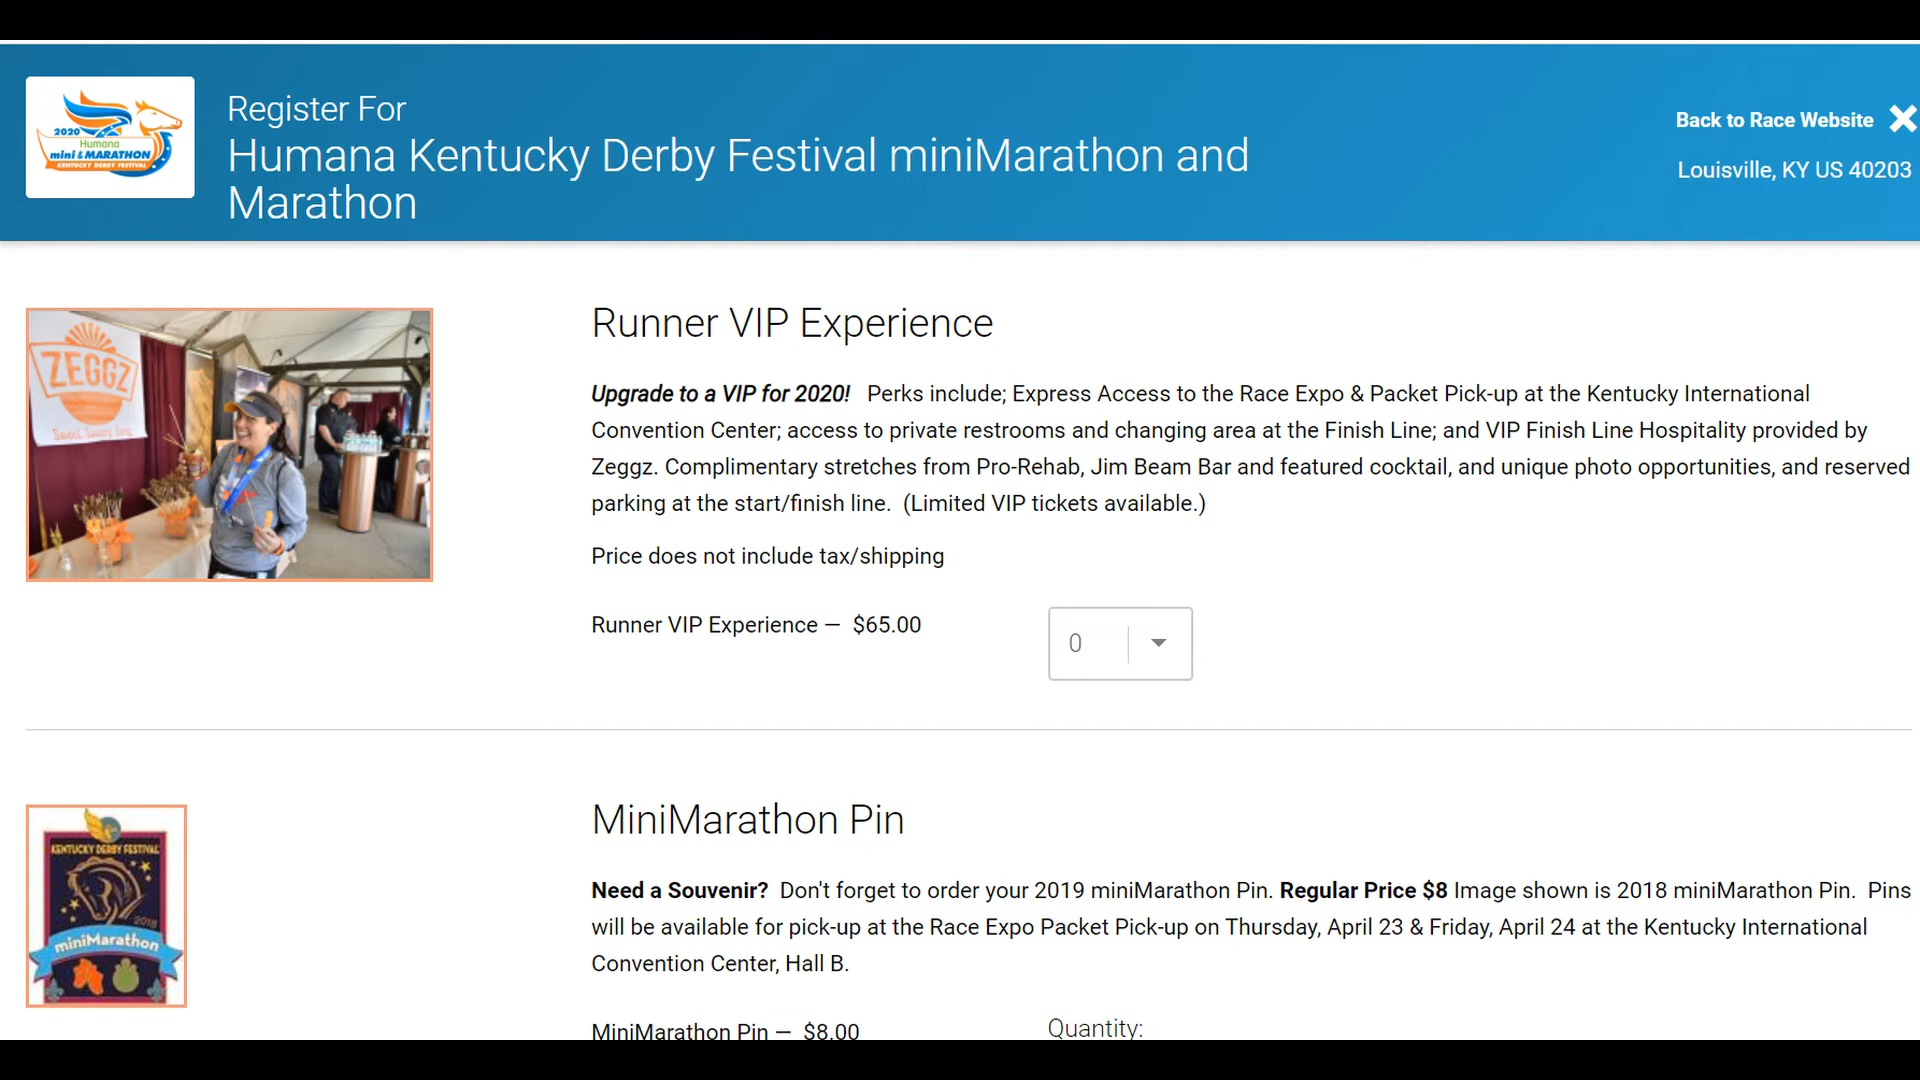 2020
Humana
mini & MARATHON
KENTUCKY DERBY FESTIVAL
Register For
Humana Kentucky Derby Festival miniMarathon and
Marathon
Back to Race Website
Louisville, KY US 40203
ZEGGZ
Runner VIP Experience
Upgrade to a VIP for 2020! Perks include; Express Access to the Race Expo & Packet Pick-up at the Kentucky International
Convention Center; access to private restrooms and changing area at the Finish Line; and VIP Finish Line Hospitality provided by
Zeggz. Complimentary stretches from Pro-Rehab, Jim Beam Bar and featured cocktail, and unique photo opportunities, and reserved
parking at the start/finish line. (Limited VIP tickets available.)
Price does not include tax/shipping
Runner VIP Experience — $65.00
0
KENTUCKY DERBY FESTIVAL
2018
miniMarathon
MiniMarathon Pin
Need a Souvenir? Don't forget to order your 2019 miniMarathon Pin. Regular Price $8 Image shown is 2018 miniMarathon Pin. Pins
will be available for pick-up at the Race Expo Packet Pick-up on Thursday, April 23 & Friday, April 24 at the Kentucky International
Convention Center, Hall B.
MiniMarathon Pin — $8.00
Quantity: